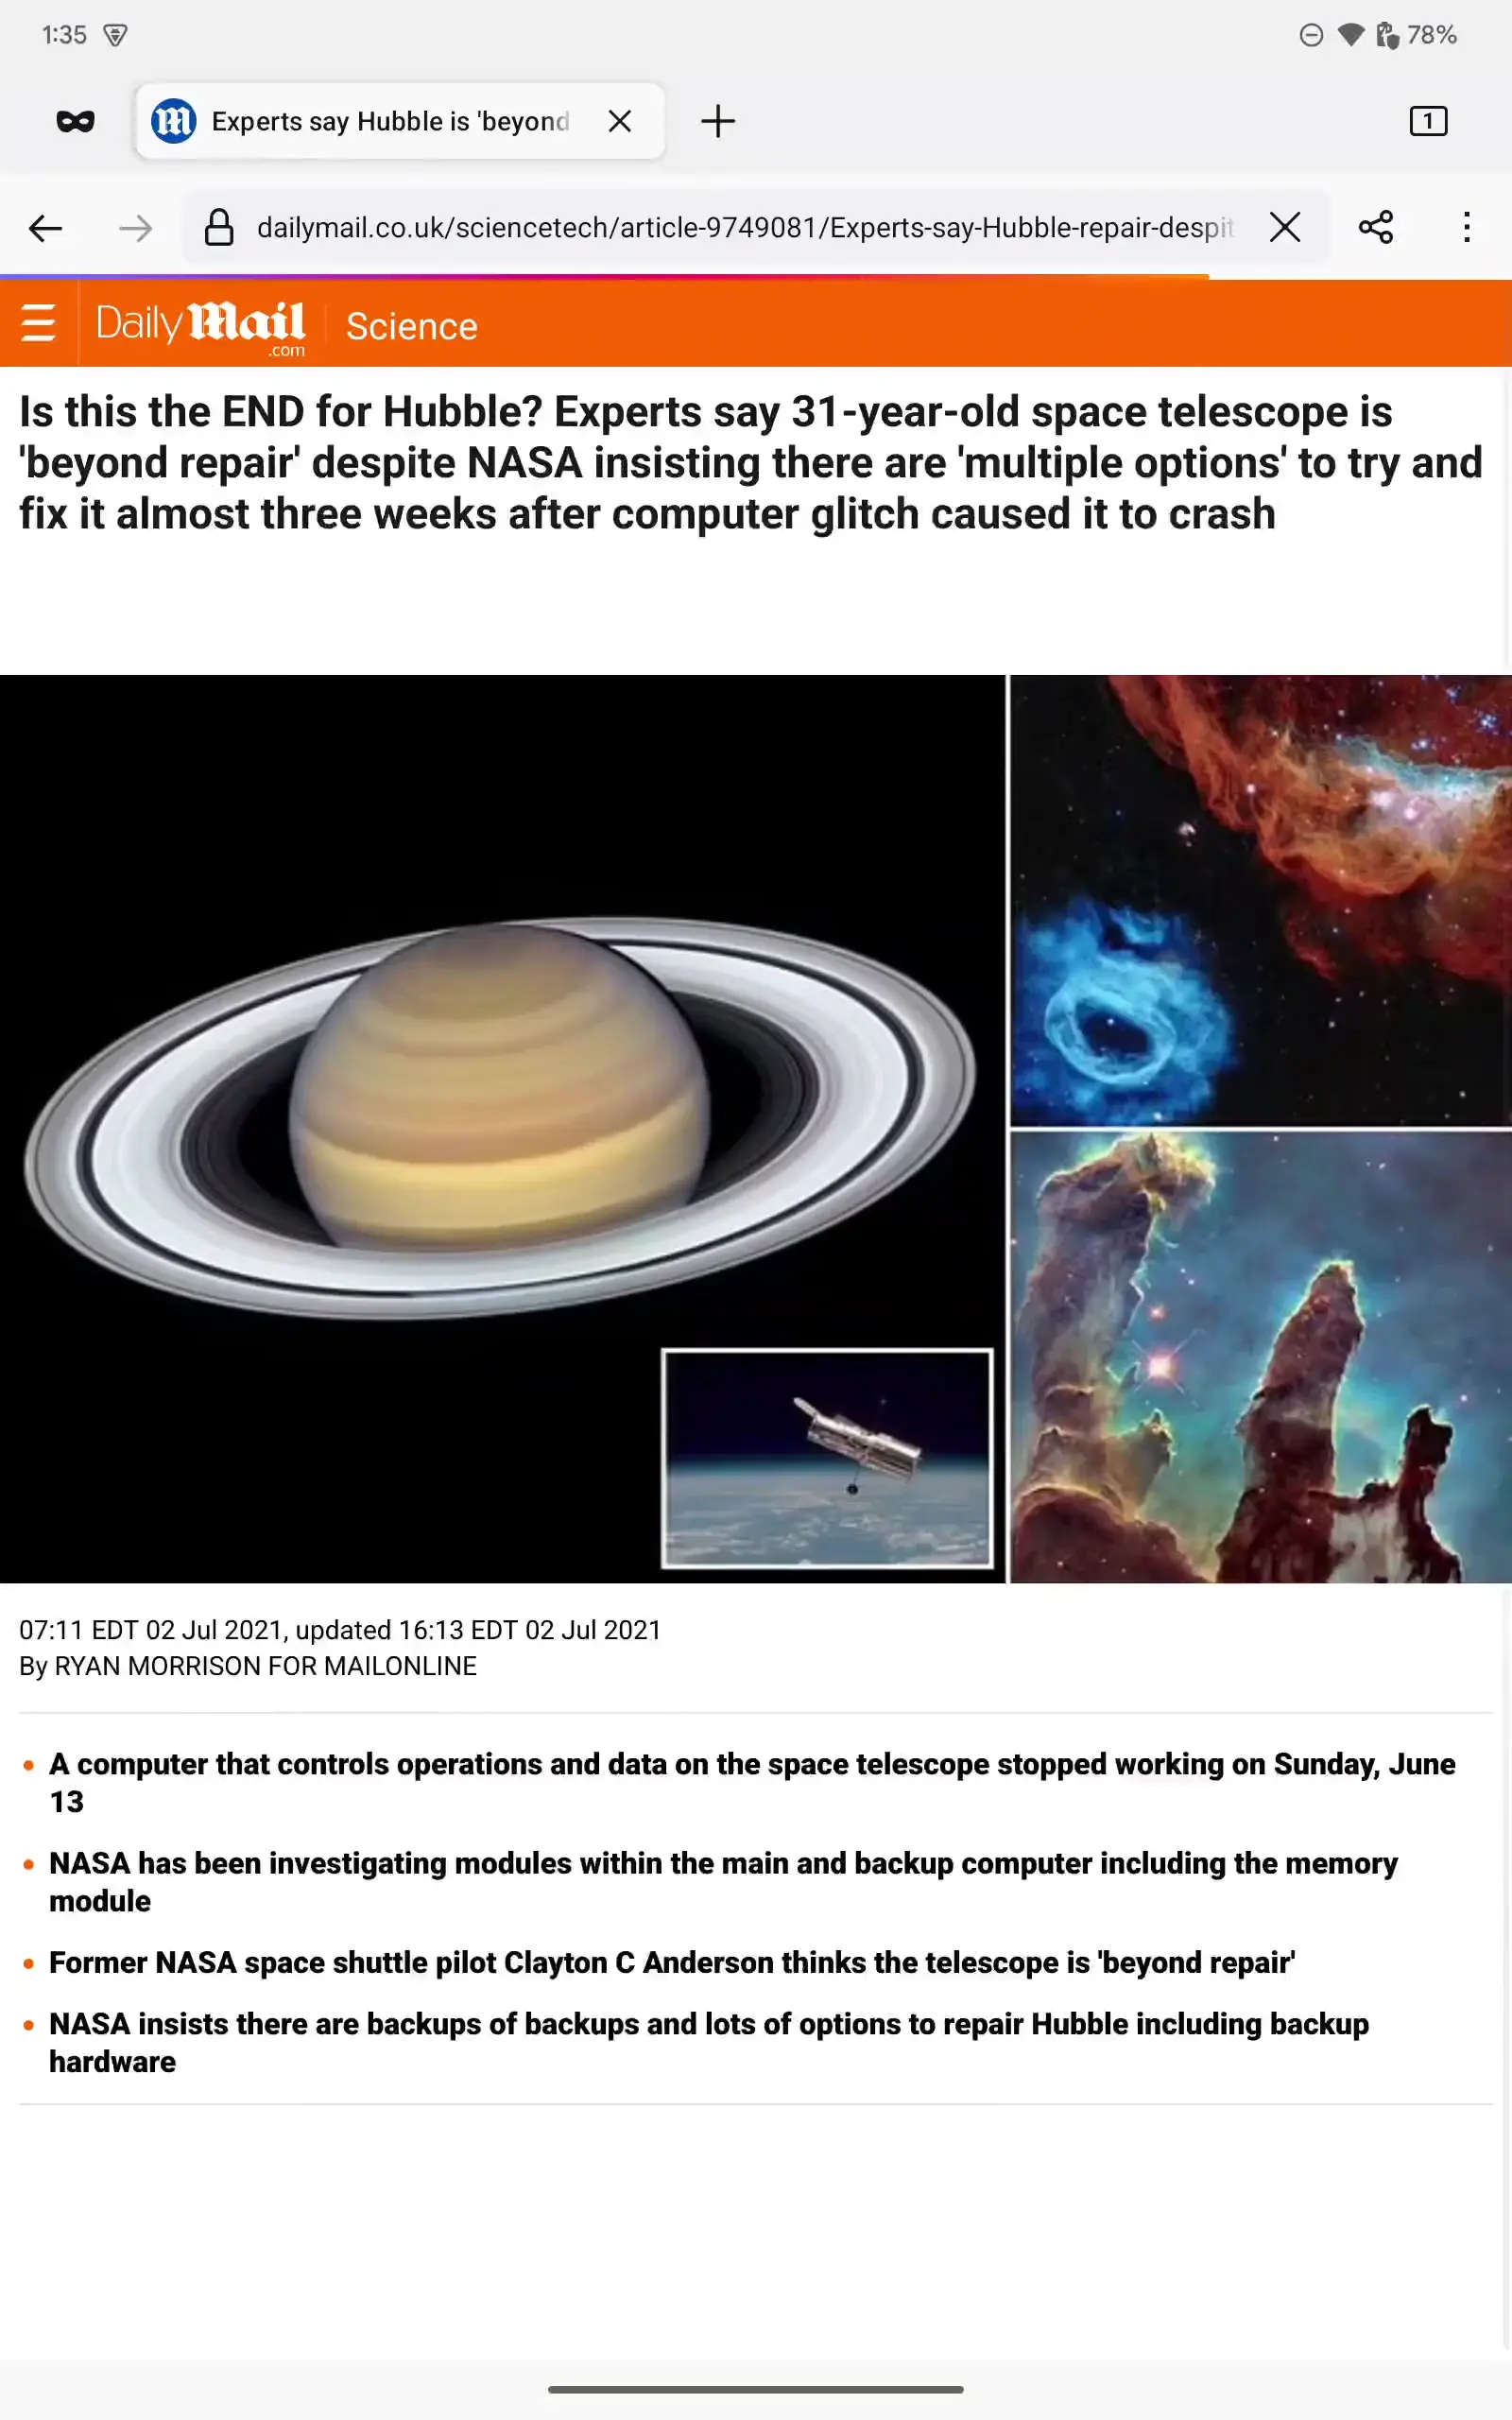 1:35
78%
Experts say Hubble is 'beyond
1
dailymail.co.uk/sciencetech/article-9749081/Experts-say-Hubble-repair-despit
Daily Mail
.com
Science
Is this the END for Hubble? Experts say 31-year-old space telescope is
'beyond repair' despite NASA insisting there are 'multiple options' to try and
fix it almost three weeks after computer glitch caused it to crash
07:11 EDT 02 Jul 2021, updated 16:13 EDT 02 Jul 2021
By RYAN MORRISON FOR MAILONLINE
• A computer that controls operations and data on the space telescope stopped working on Sunday, June
13
• NASA has been investigating modules within the main and backup computer including the memory
module
• Former NASA space shuttle pilot Clayton C Anderson thinks the telescope is 'beyond repair'
• NASA insists there are backups of backups and lots of options to repair Hubble including backup
hardware